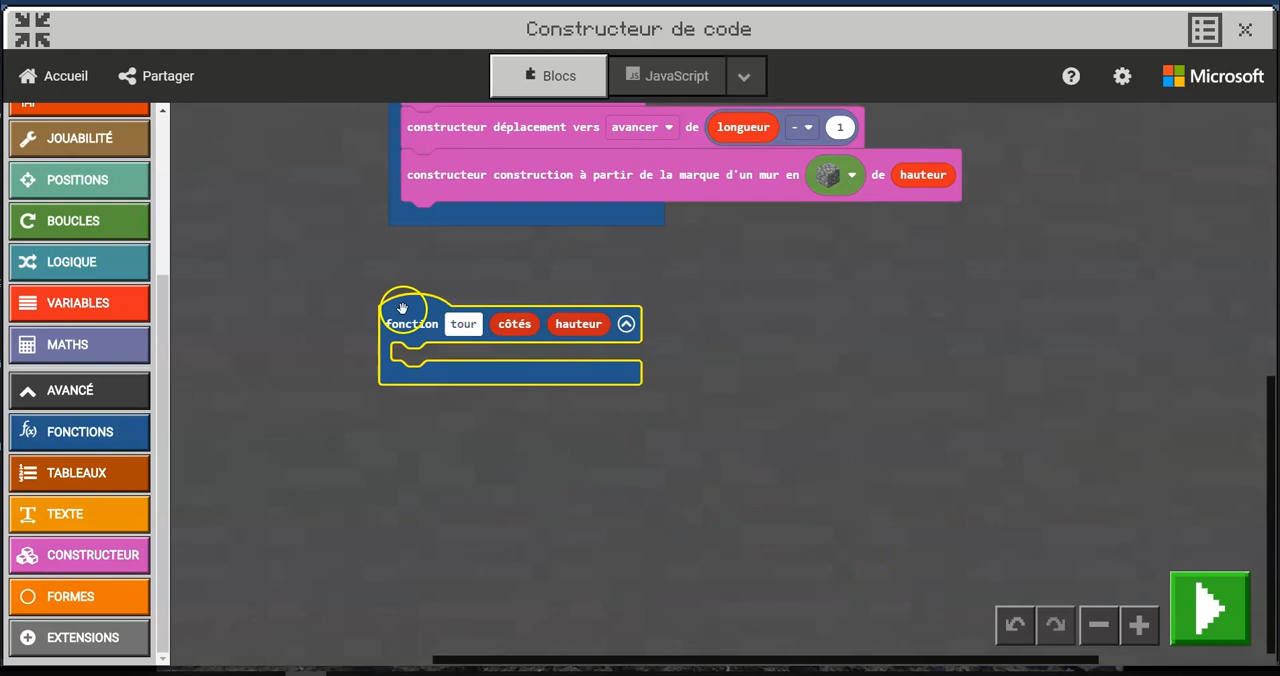 Constructeur de code
Accueil
Partager
Blocs
JS JavaScript
Microsoft
JOUABILITÉ
POSITIONS
BOUCLES
LOGIQUE
VARIABLES
MATHS
AVANCÉ
f(x) FONCTIONS
TABLEAUX
TEXTE
CONSTRUCTEUR
FORMES
EXTENSIONS
constructeur déplacement vers avancer de longueur - 1
constructeur construction à partir de la marque d'un mur en de hauteur
fonction tour côtés hauteur